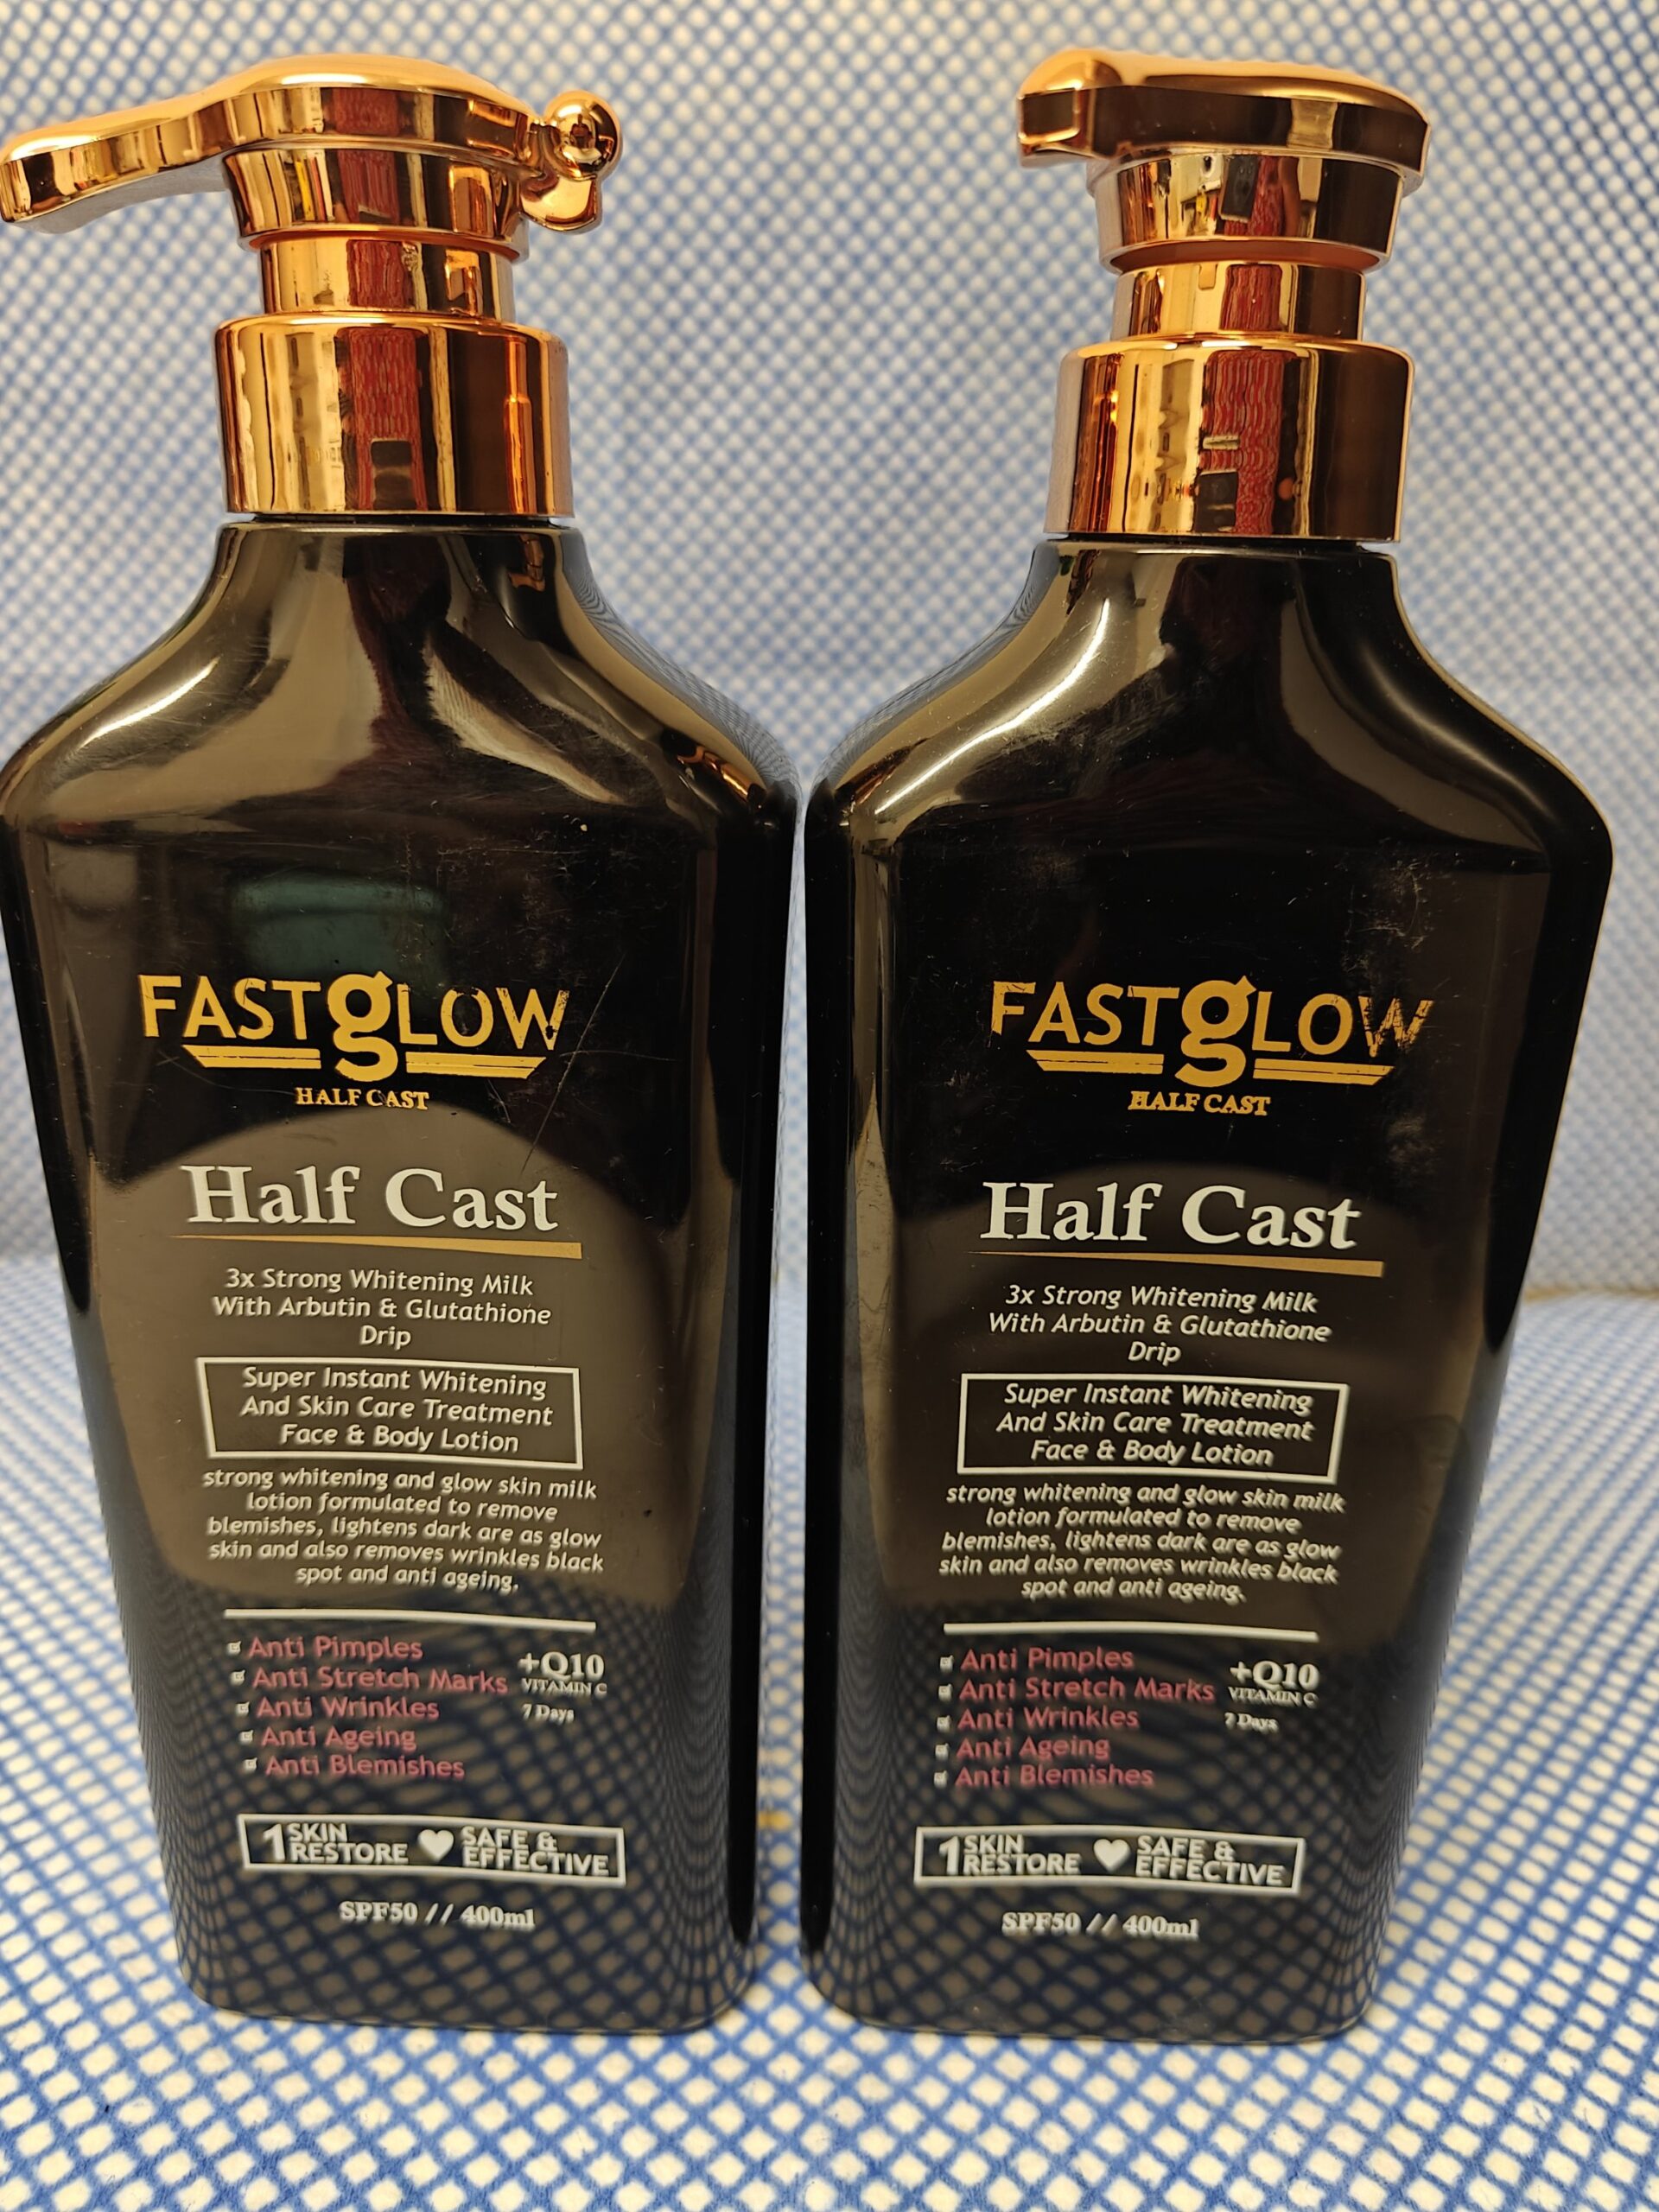 FASTgLOW
HALF CAST
Half Cast
3x Strong Whitening Milk
With Arbutin & Glutathione
Drip
Super Instant Whitening
And Skin Care Treatment
Face & Body Lotion
strong whitening and glow skin milk
lotion formulated to remove
blemishes, lightens dark are as glow
skin and also removes wrinkles black
spot and anti ageing.
Anti Pimples
Anti Stretch Marks
Anti Wrinkles
Anti Ageing
Anti Blemishes
+Q10
VITAMIN C
7 Days
1 SKIN
RESTORE
SAFE &
EFFECTIVE
SPF50 // 400ml
FASTgLOW
HALF CAST
Half Cast
3x Strong Whitening Milk
With Arbutin & Glutathione
Drip
Super Instant Whitening
And Skin Care Treatment
Face & Body Lotion
strong whitening and glow skin milk
lotion formulated to remove
blemishes, lightens dark are as glow
skin and also removes wrinkles black
spot and anti ageing.
Anti Pimples
Anti Stretch Marks
Anti Wrinkles
Anti Ageing
Anti Blemishes
+Q10
VITAMIN C
7 Days
1 SKIN
RESTORE
SAFE &
EFFECTIVE
SPF50 // 400ml